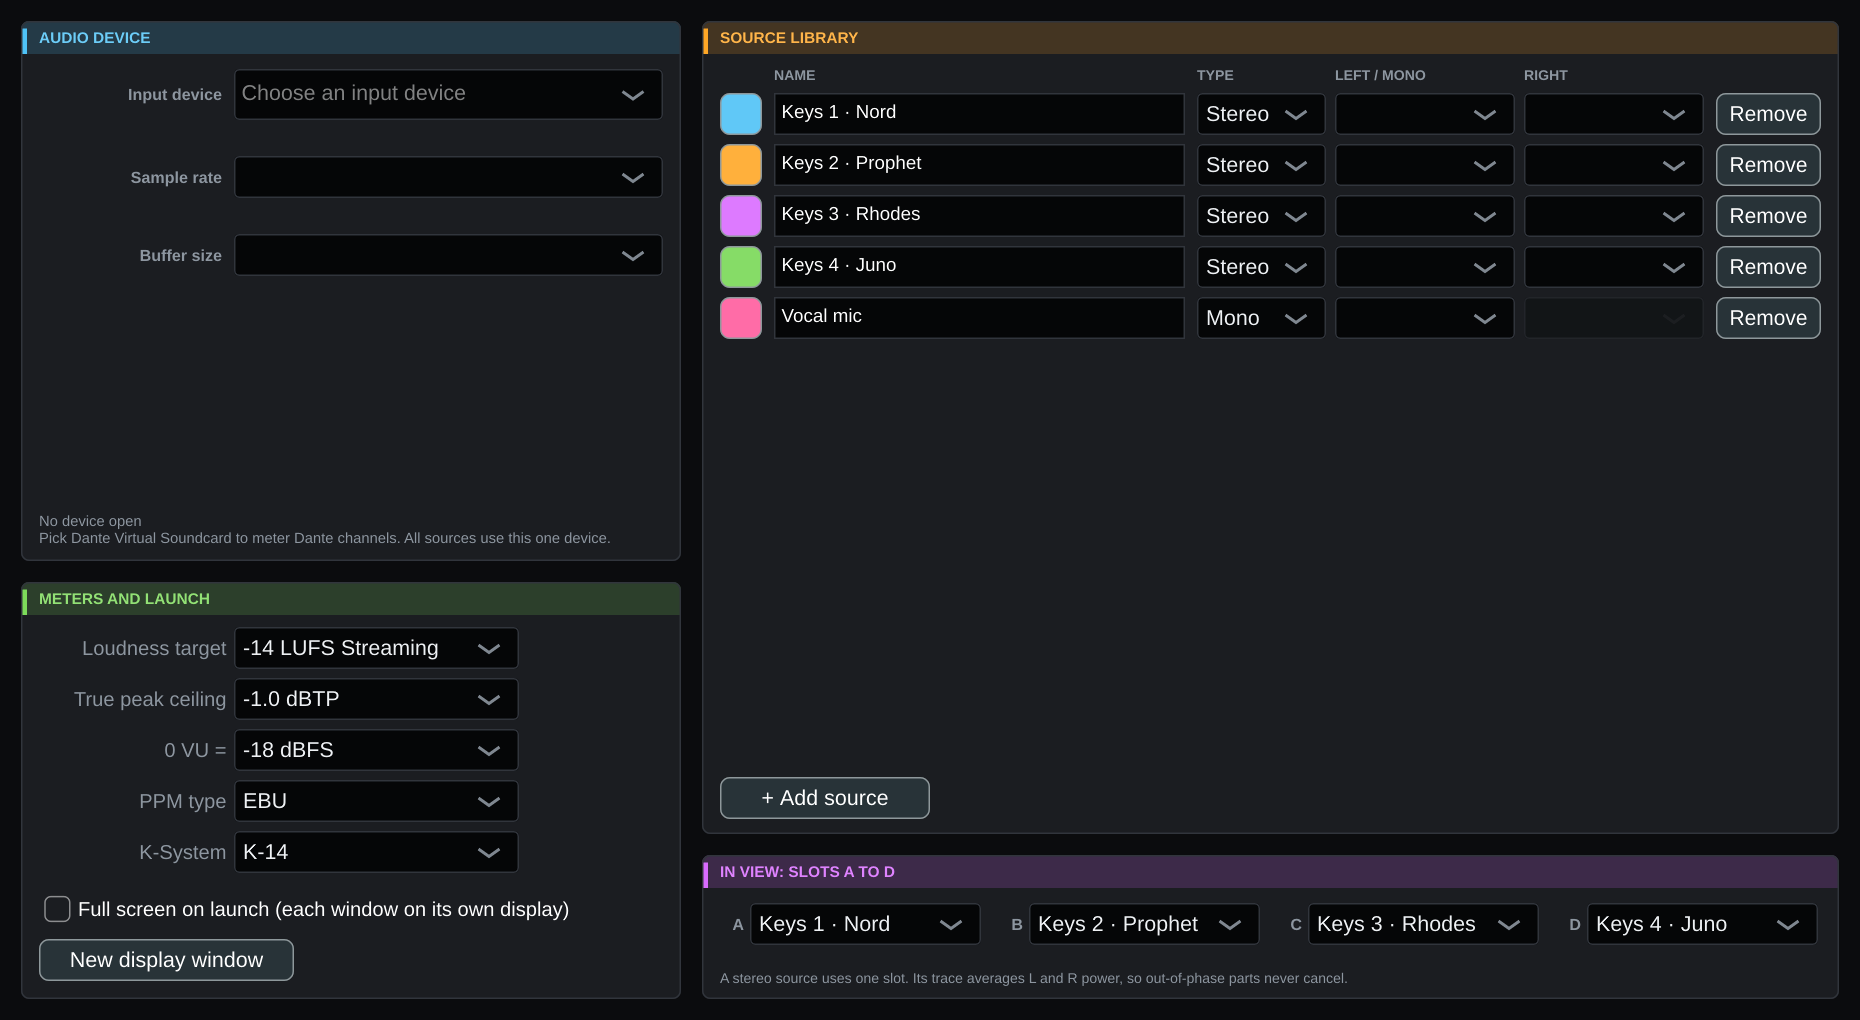 AUDIO DEVICE
Input device
Choose an input device
Sample rate
Buffer size
No device open
Pick Dante Virtual Soundcard to meter Dante channels. All sources use this one device.
METERS AND LAUNCH
Loudness target
-14 LUFS Streaming
True peak ceiling
-1.0 dBTP
0 VU =
-18 dBFS
PPM type
EBU
K-System
K-14
Full screen on launch (each window on its own display)
New display window
SOURCE LIBRARY
NAME TYPE LEFT / MONO RIGHT
Keys 1 · Nord Stereo Remove
Keys 2 · Prophet Stereo Remove
Keys 3 · Rhodes Stereo Remove
Keys 4 · Juno Stereo Remove
Vocal mic Mono Remove
+ Add source
IN VIEW: SLOTS A TO D
A Keys 1 · Nord B Keys 2 · Prophet C Keys 3 · Rhodes D Keys 4 · Juno
A stereo source uses one slot. Its trace averages L and R power, so out-of-phase parts never cancel.